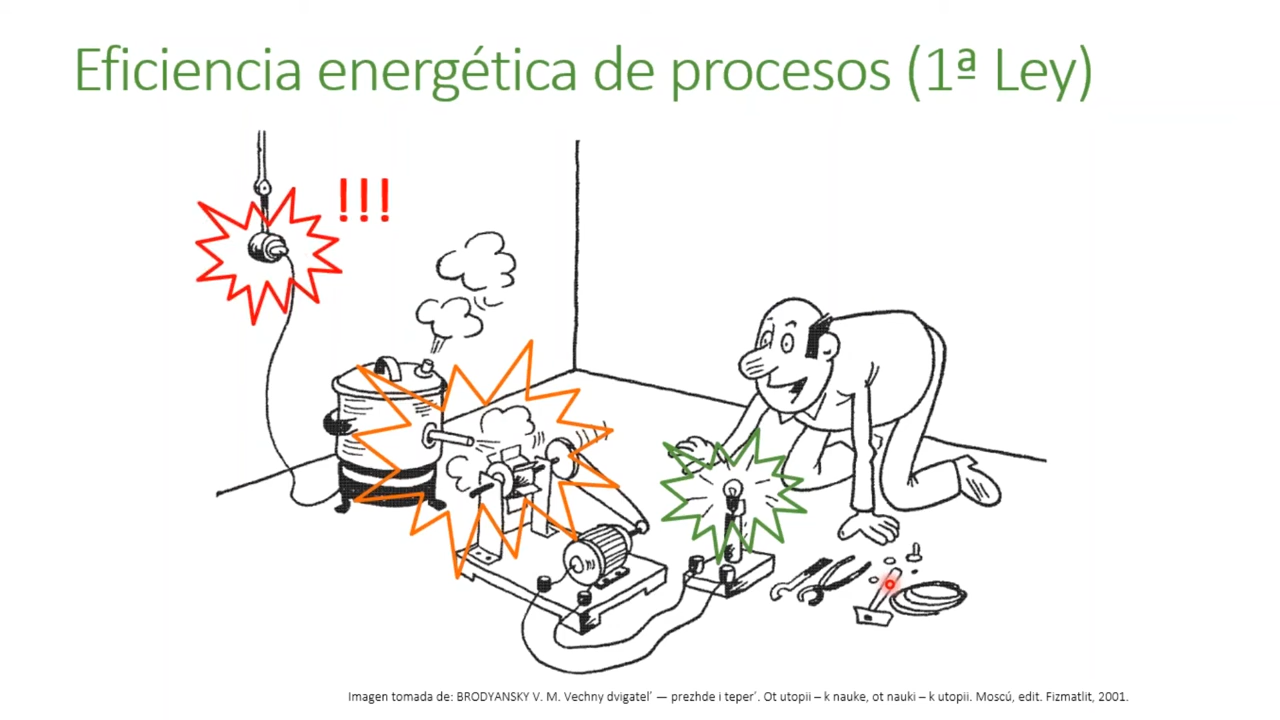 Eficiencia energética de procesos (1ª Ley)
!!!
Imagen tomada de: BRODYANSKY V. M. Vechny dvigatel´ — prezhde i teper´. Ot utopii – k nauke, ot nauki – k utopii. Moscú, edit. Fizmatlit, 2001.